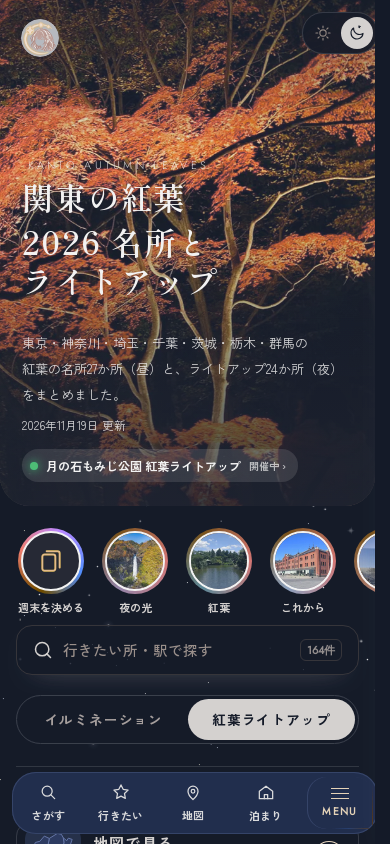 KANTO AUTUMN LEAVES
関東の紅葉
2026 名所と
ライトアップ
東京・神奈川・埼玉・千葉・茨城・栃木・群馬の
紅葉の名所27か所（昼）と、ライトアップ24か所（夜）
をまとめました。
2026年11月19日 更新
月の石もみじ公園 紅葉ライトアップ 開催中 ›
週末を決める
夜の光
紅葉
これから
行きたい所・駅で探す
164件
イルミネーション
紅葉ライトアップ
さがす
行きたい
地図
泊まり
MENU
地図で見る